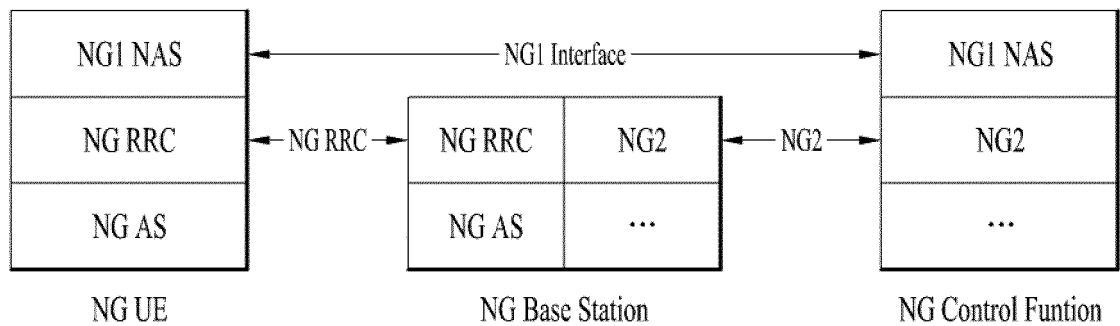 NG1 NAS
NG1 Interface
NG1 NAS
NG RRC
NG RRC
NG RRC
NG2
NG2
NG2
NG AS
NG AS
...
...
NG UE
NG Base Station
NG Control Funtion